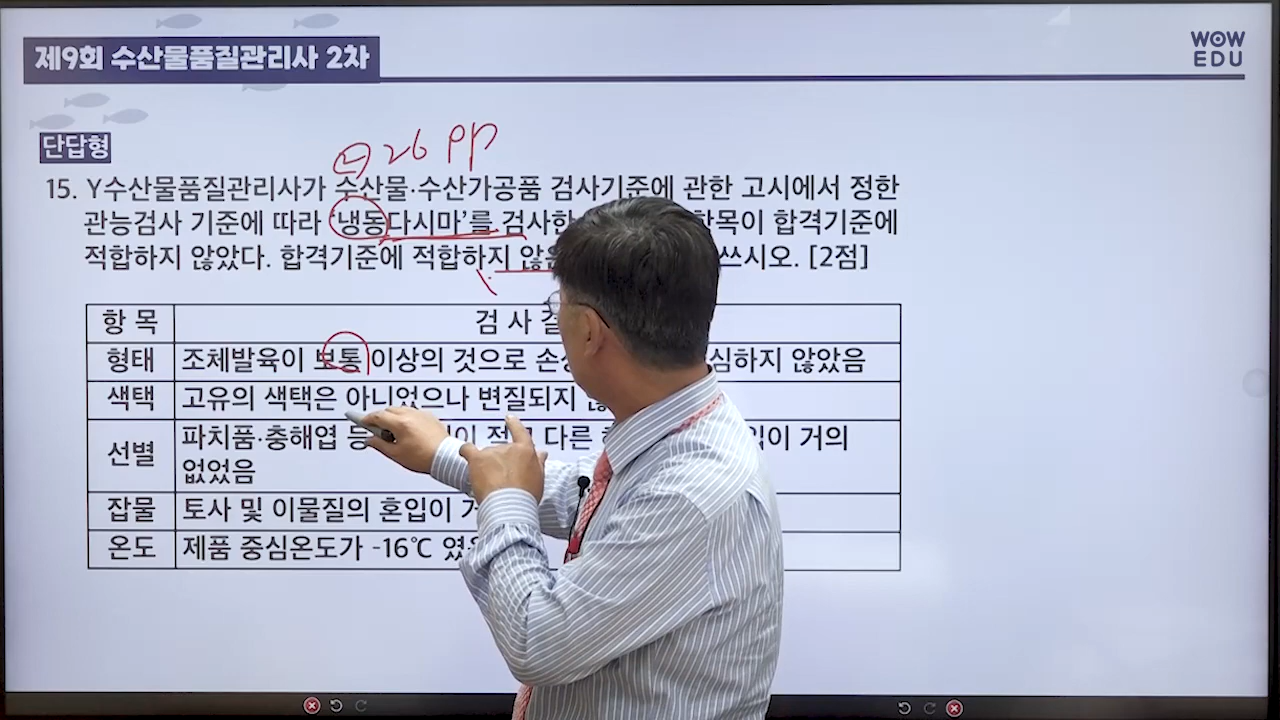 제9회 수산물품질관리사 2차
WOW
EDU
단답형
26 pp
15. Y수산물품질관리사가 수산물·수산가공품 검사기준에 관한 고시에서 정한
관능검사 기준에 따라 '냉동다시마'를 검사한 항목이 합격기준에
적합하지 않았다. 합격기준에 적합하지 않은 쓰시오. [2점]
항 목 검 사
형태 조체발육이 보통 이상의 것으로 심하지 않았음
색택 고유의 색택은 아니었으나 변질되지
선별 파치품·충해엽 다른 거의
없었음
잡물 토사 및 이물질의 혼입이
온도 제품 중심온도가 -16℃